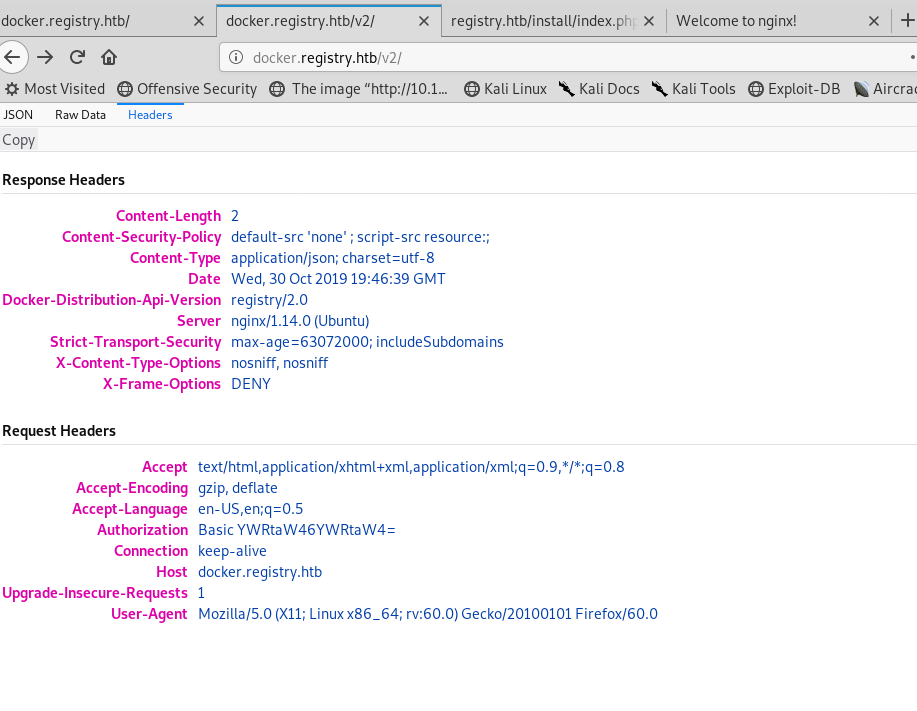 docker.registry.htb/ docker.registry.htb/v2/ registry.htb/install/index.php Welcome to nginx!
docker.registry.htb/v2/
Most Visited Offensive Security The image “http://10.1... Kali Linux Kali Docs Kali Tools Exploit-DB Aircrac
JSON Raw Data Headers
Copy
Response Headers
Content-Length 2
Content-Security-Policy default-src 'none' ; script-src resource:;
Content-Type application/json; charset=utf-8
Date Wed, 30 Oct 2019 19:46:39 GMT
Docker-Distribution-Api-Version registry/2.0
Server nginx/1.14.0 (Ubuntu)
Strict-Transport-Security max-age=63072000; includeSubdomains
X-Content-Type-Options nosniff, nosniff
X-Frame-Options DENY
Request Headers
Accept text/html,application/xhtml+xml,application/xml;q=0.9,*/*;q=0.8
Accept-Encoding gzip, deflate
Accept-Language en-US,en;q=0.5
Authorization Basic YWRtaW46YWRtaW4=
Connection keep-alive
Host docker.registry.htb
Upgrade-Insecure-Requests 1
User-Agent Mozilla/5.0 (X11; Linux x86_64; rv:60.0) Gecko/20100101 Firefox/60.0